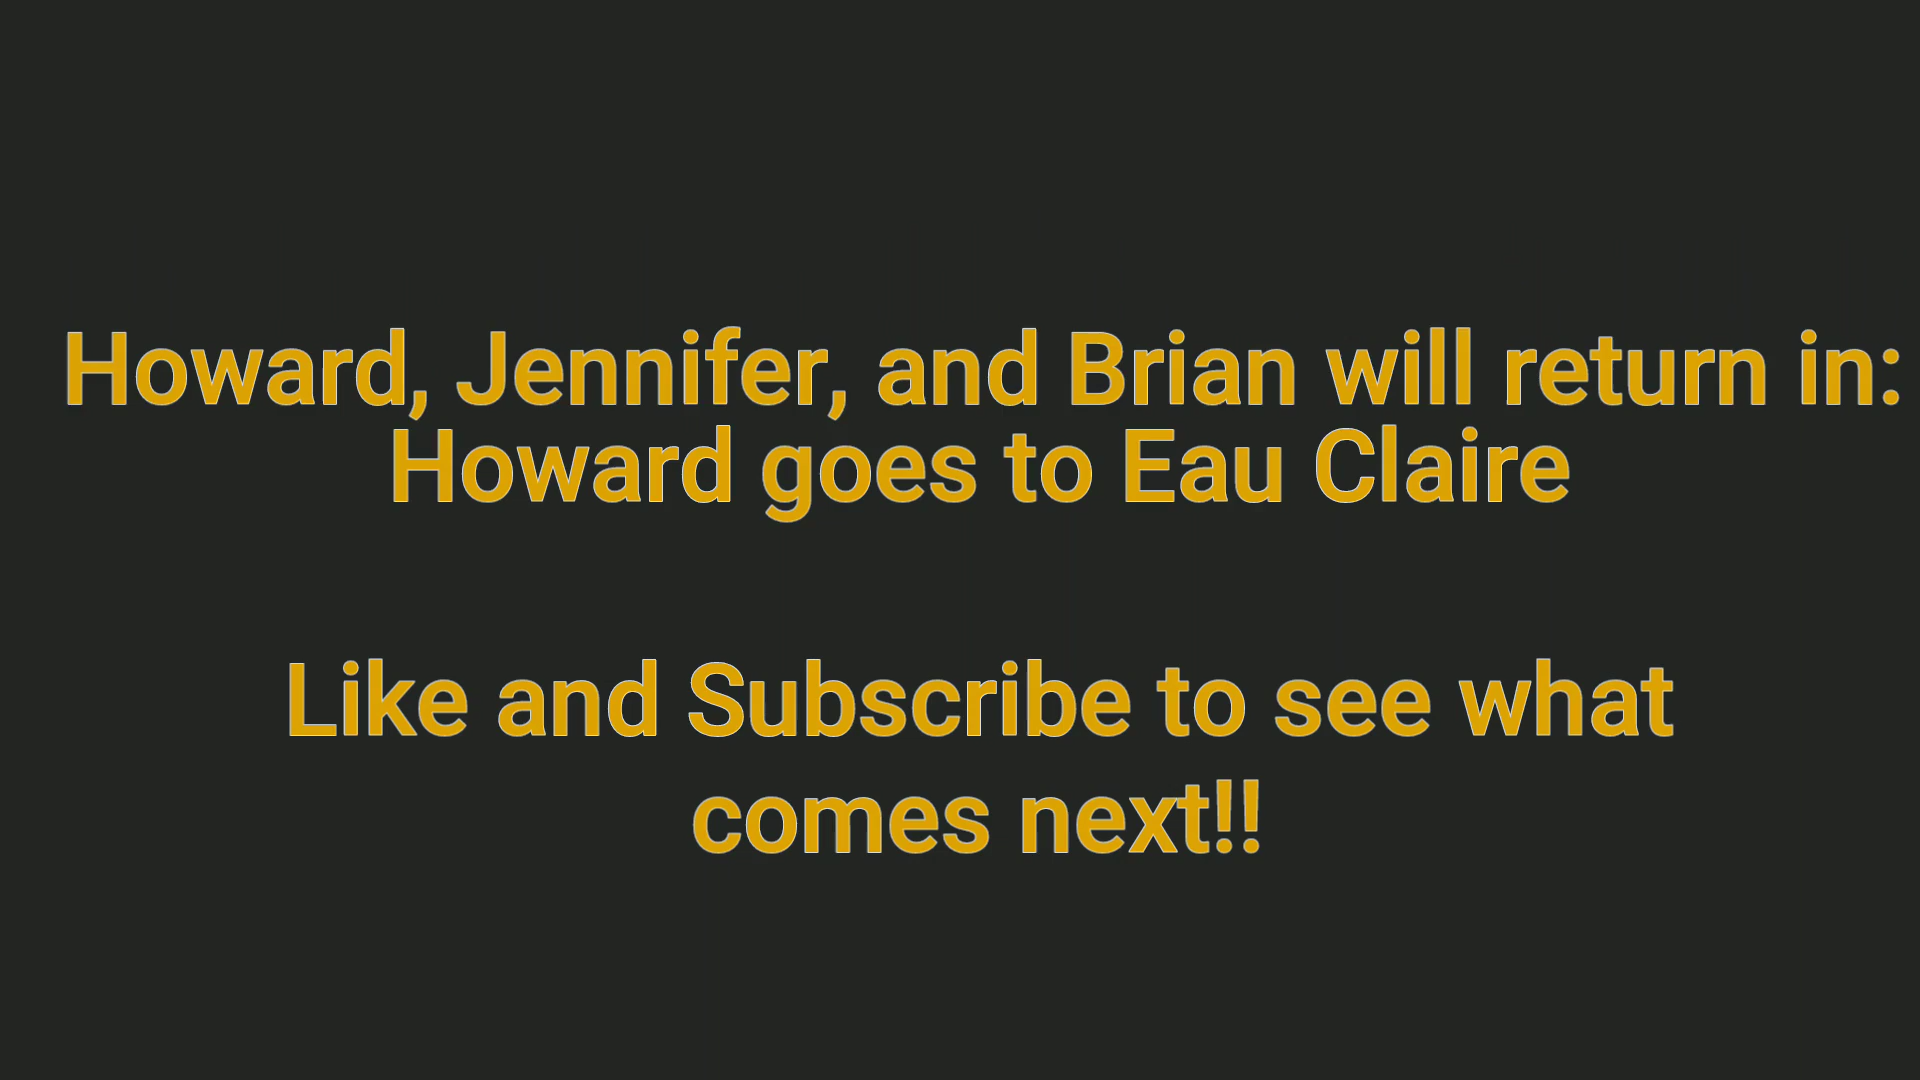 Howard, Jennifer, and Brian will return in:
Howard goes to Eau Claire
Like and Subscribe to see what
comes next!!